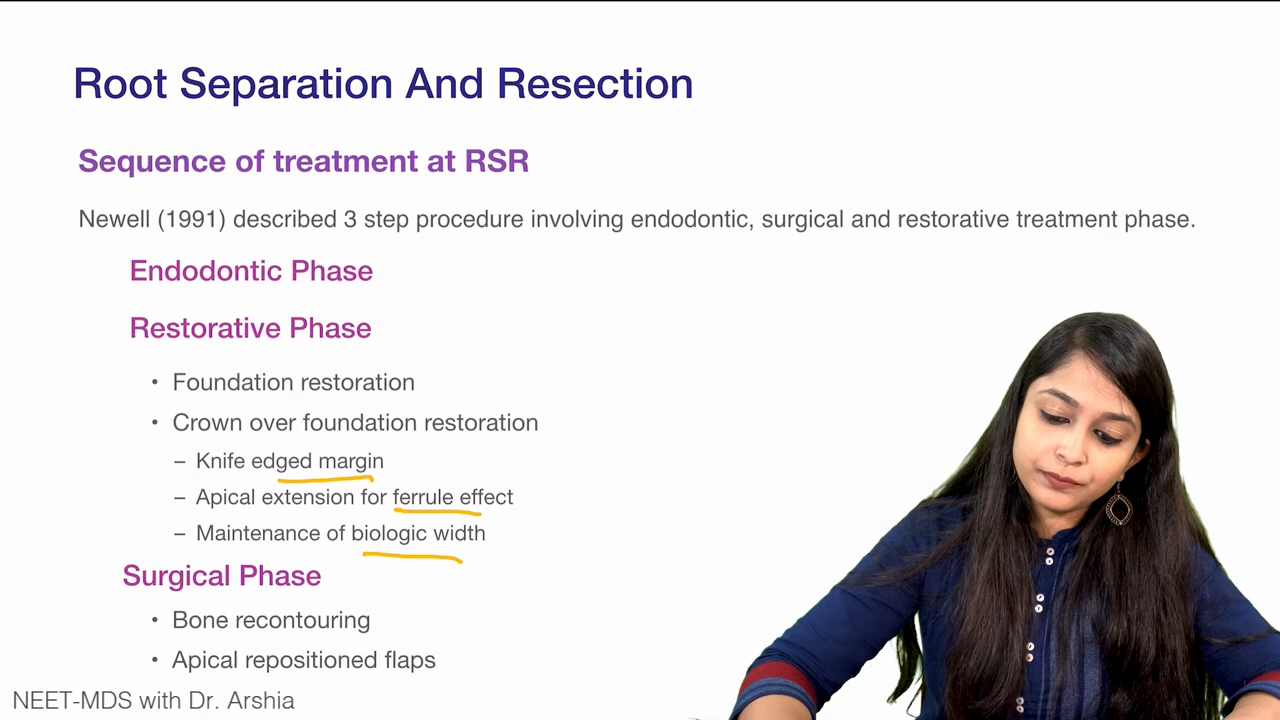 Root Separation And Resection
Sequence of treatment at RSR
Newell (1991) described 3 step procedure involving endodontic, surgical and restorative treatment phase.
Endodontic Phase
Restorative Phase
• Foundation restoration
• Crown over foundation restoration
– Knife edged margin
– Apical extension for ferrule effect
– Maintenance of biologic width
Surgical Phase
• Bone recontouring
• Apical repositioned flaps
NEET-MDS with Dr. Arshia